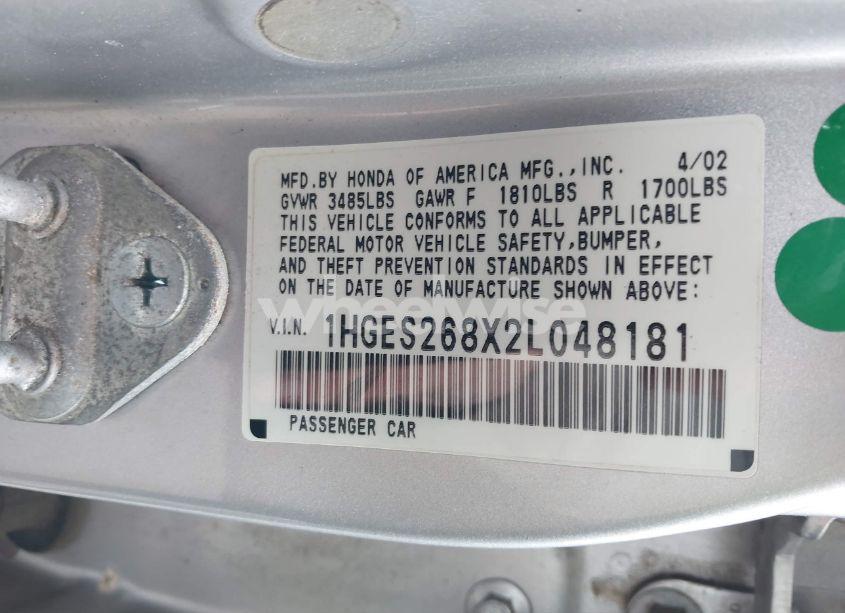 MFD.BY HONDA OF AMERICA MFG.,INC. 4/02
GVWR 3485LBS GAWR F 1810LBS R 1700LBS
THIS VEHICLE CONFORMS TO ALL APPLICABLE
FEDERAL MOTOR VEHICLE SAFETY,BUMPER,
AND THEFT PREVENTION STANDARDS IN EFFECT
ON THE DATE OF MANUFACTURE SHOWN ABOVE:
wheelwise
V.I.N. 1HGES268X2L048181
PASSENGER CAR